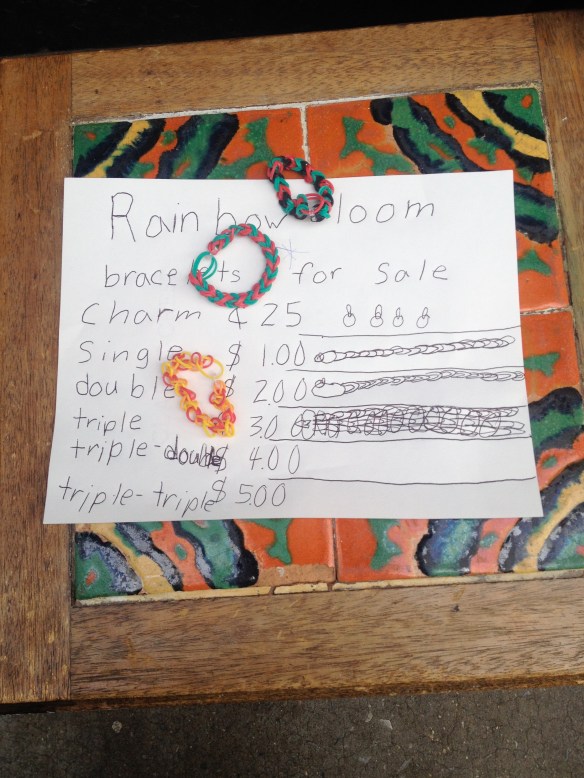 Rainbow loom
bracelets for sale
charm ¢ 25
Single $ 1.00
double $ 2.00
triple 3.00
triple-double $ 4.00
triple-triple $ 5.00